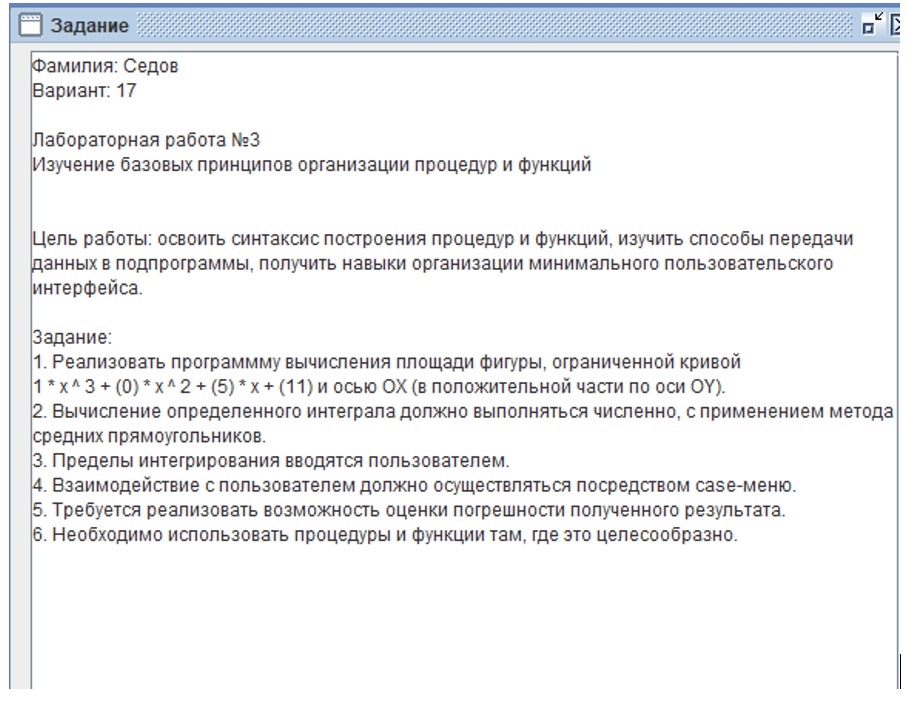 Задание
Фамилия: Седов
Вариант: 17
Лабораторная работа №3
Изучение базовых принципов организации процедур и функций
Цель работы: освоить синтаксис построения процедур и функций, изучить способы передачи
данных в подпрограммы, получить навыки организации минимального пользовательского
интерфейса.
Задание:
1. Реализовать программму вычисления площади фигуры, ограниченной кривой
1 * x ^ 3 + (0) * x ^ 2 + (5) * x + (11) и осью OX (в положительной части по оси OY).
2. Вычисление определенного интеграла должно выполняться численно, с применением метода
средних прямоугольников.
3. Пределы интегрирования вводятся пользователем.
4. Взаимодействие с пользователем должно осуществляться посредством case-меню.
5. Требуется реализовать возможность оценки погрешности полученного результата.
6. Необходимо использовать процедуры и функции там, где это целесообразно.